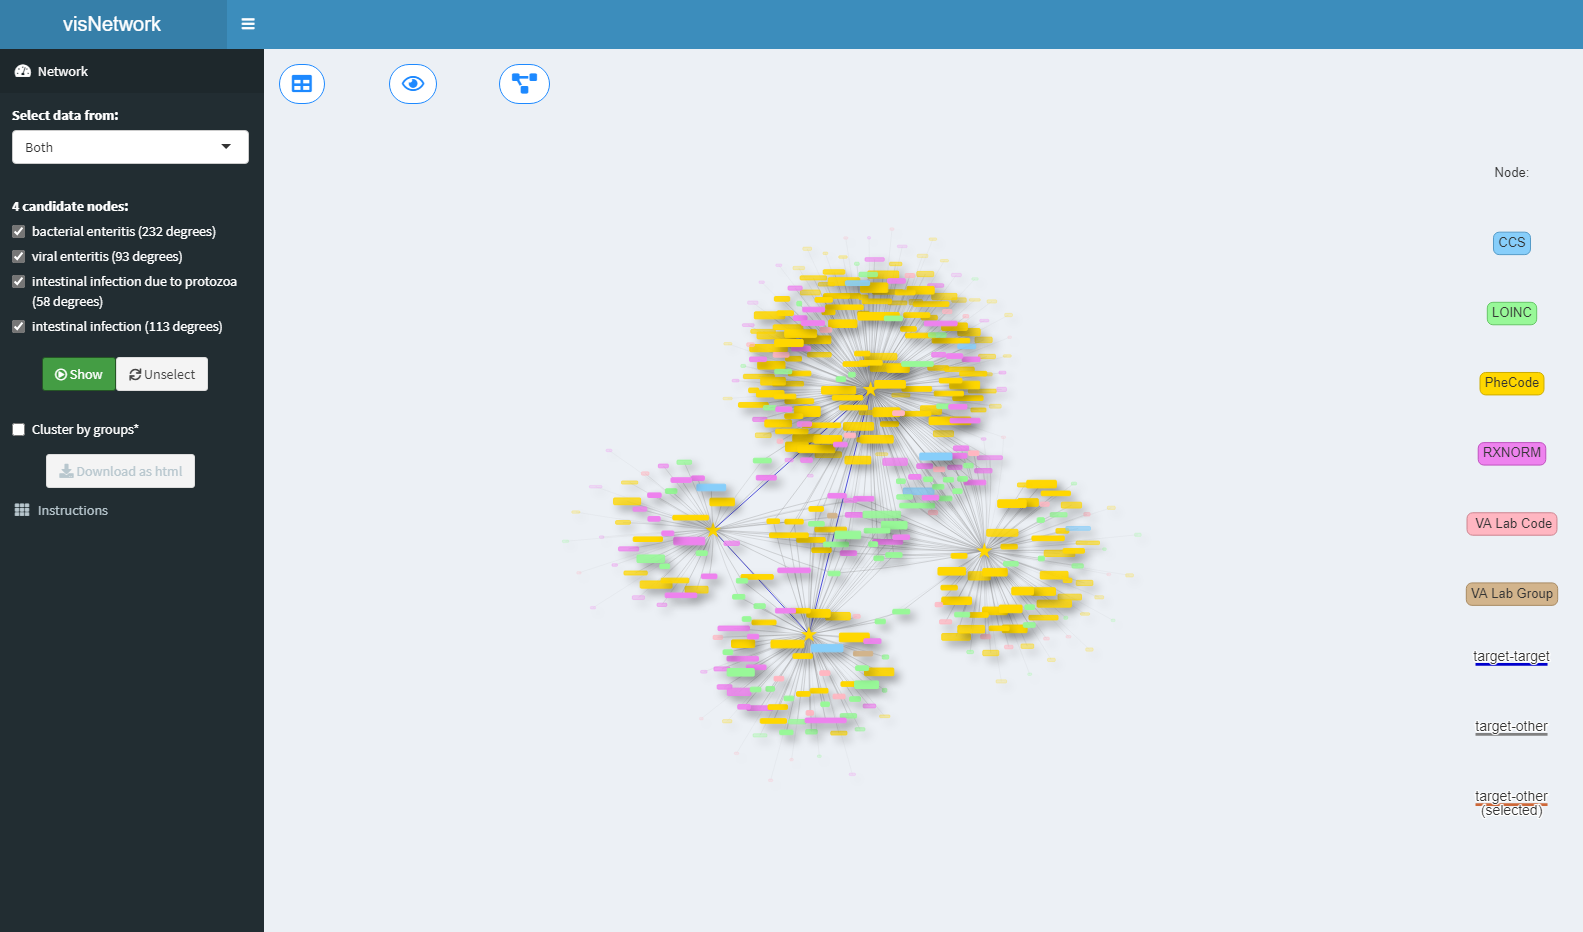 visNetwork
Network
Select data from:
Both
4 candidate nodes:
bacterial enteritis (232 degrees)
viral enteritis (93 degrees)
intestinal infection due to protozoa
(58 degrees)
intestinal infection (113 degrees)
Show
Unselect
Cluster by groups*
Download as html
Instructions
Node:
CCS
LOINC
PheCode
RXNORM
VA Lab Code
VA Lab Group
target-target
target-other
target-other
(selected)